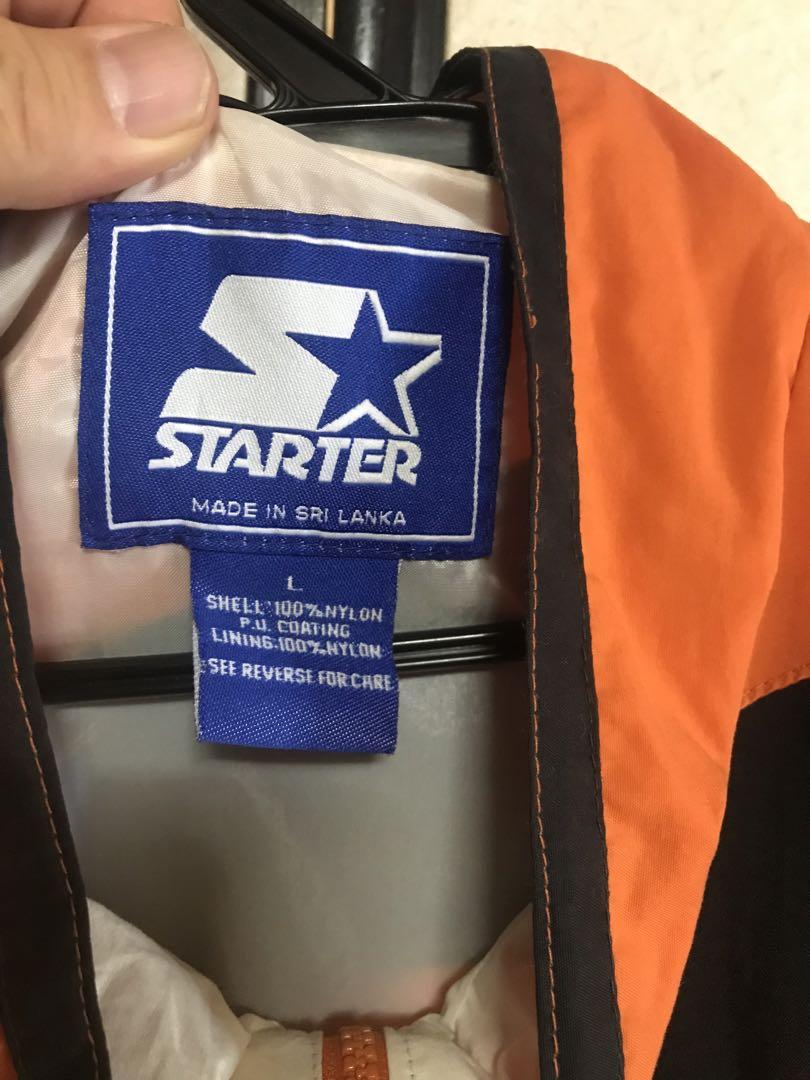 STARTER
MADE IN SRI LANKA
L
SHELL:100%NYLON
P.U. COATING
LINING:100%NYLON
SEE REVERSE FOR CARE